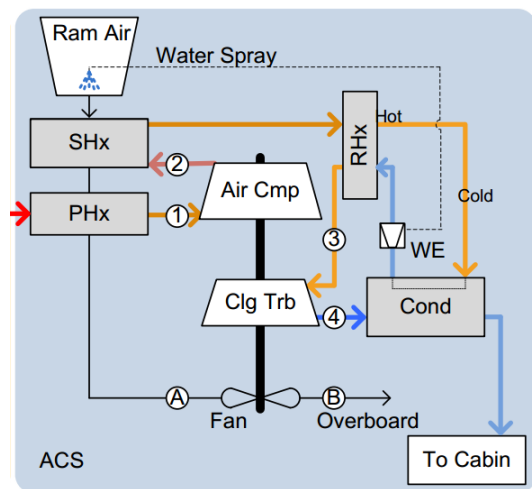 Ram Air
Water Spray
SHx
RHx
Hot
2
Air Cmp
PHx
1
Cold
3
WE
Clg Trb
4
Cond
A
B
Fan
Overboard
To Cabin
ACS